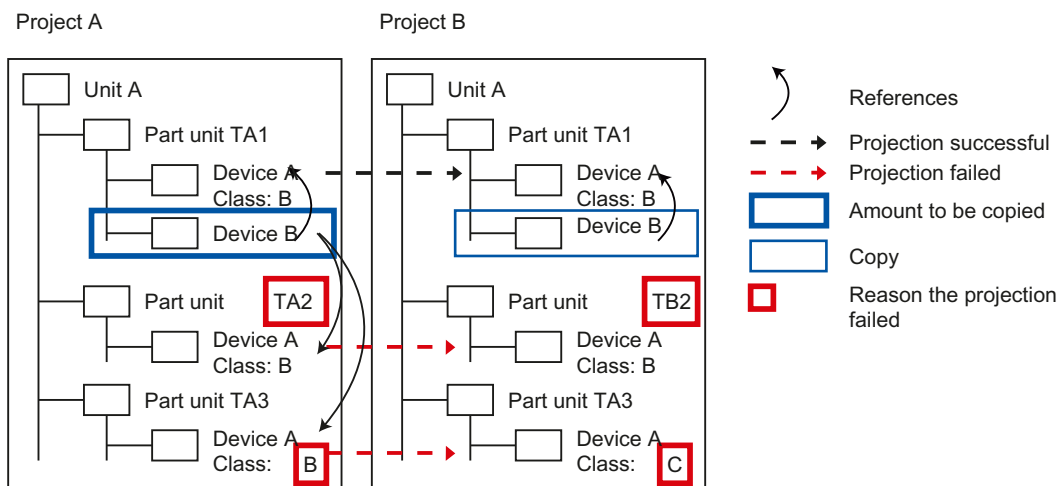 Project A
Unit A
Part unit TA1
Device A
Class: B
Device B
Part unit TA2
Device A
Class: B
Part unit TA3
Device A
Class: B
Project B
Unit A
Part unit TA1
Device A
Class: B
Device B
Part unit TB2
Device A
Class: B
Part unit TA3
Device A
Class: C
References
Projection successful
Projection failed
Amount to be copied
Copy
Reason the projection
failed